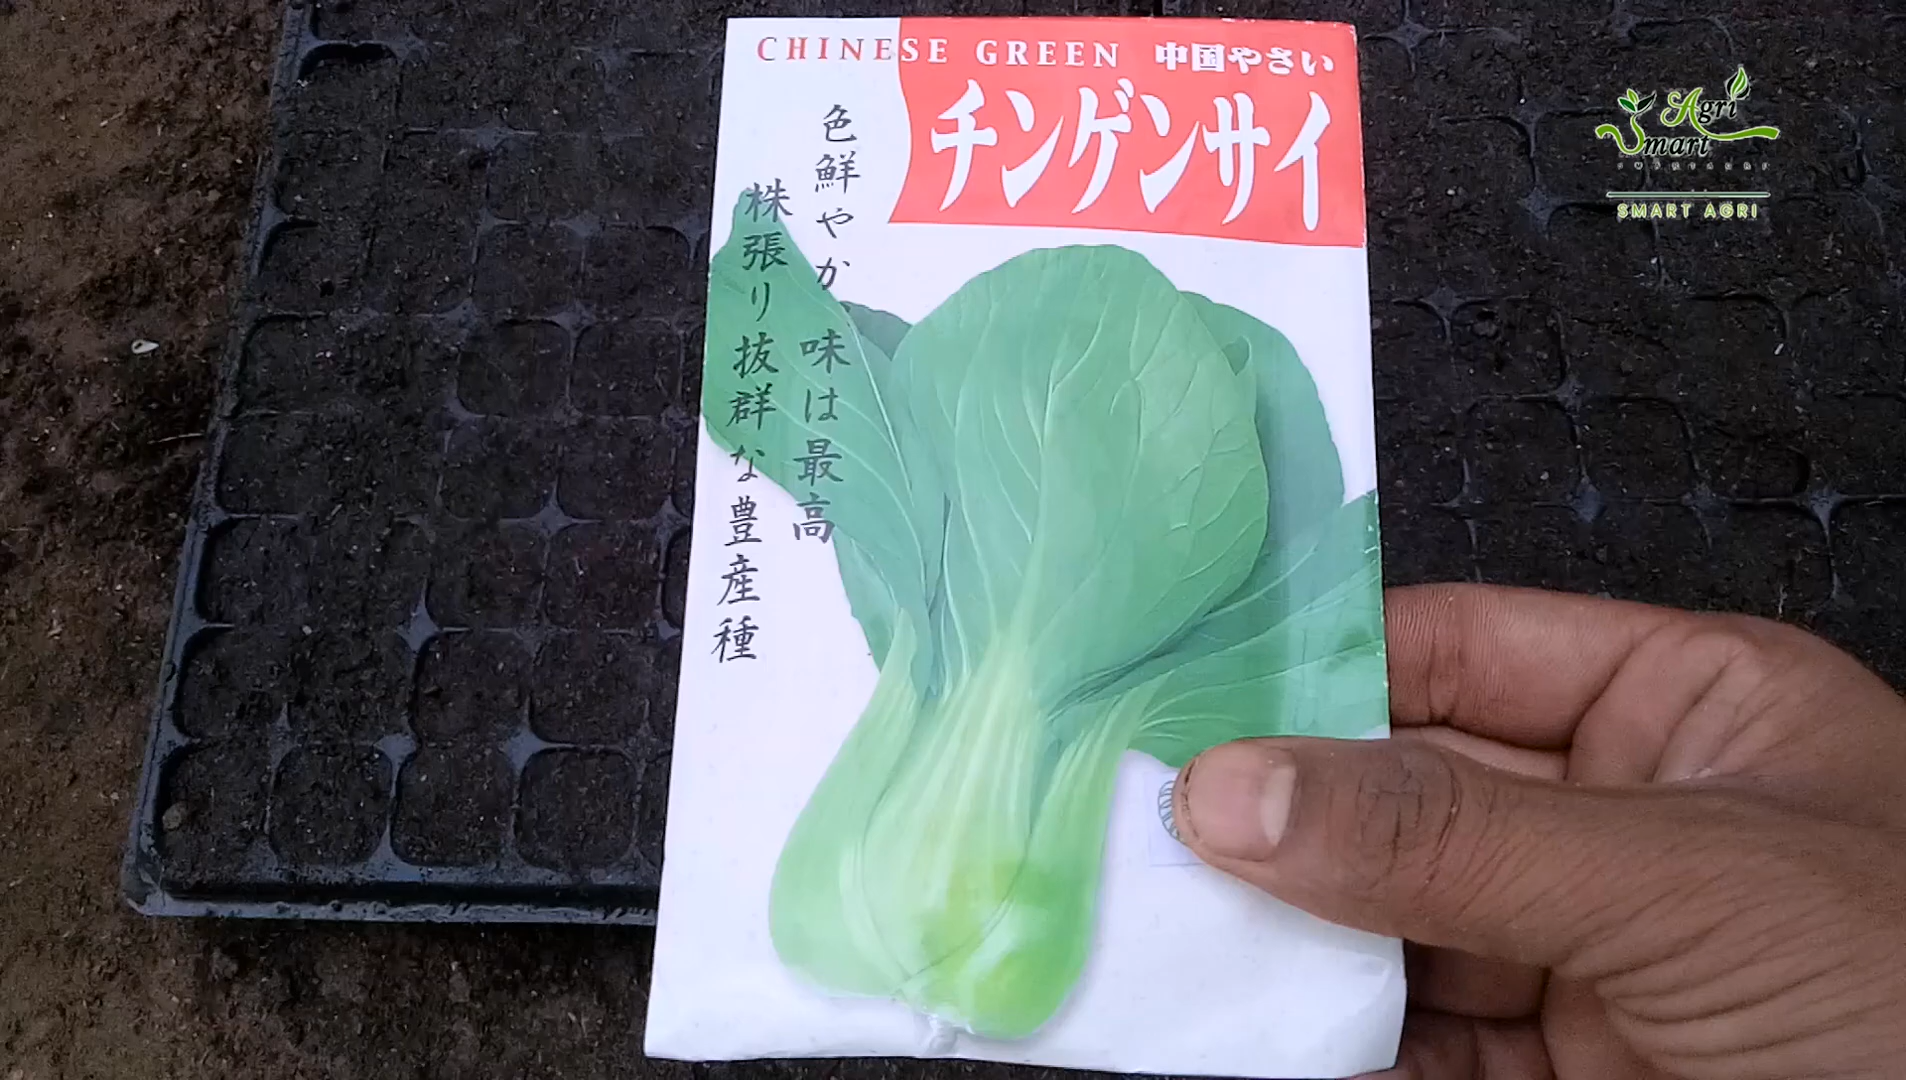 CHINESE GREEN 中国やさい
チンゲンサイ
色鮮やか、味は最高
株張り抜群な豊産種
Agri
Smart
SMART AGRI